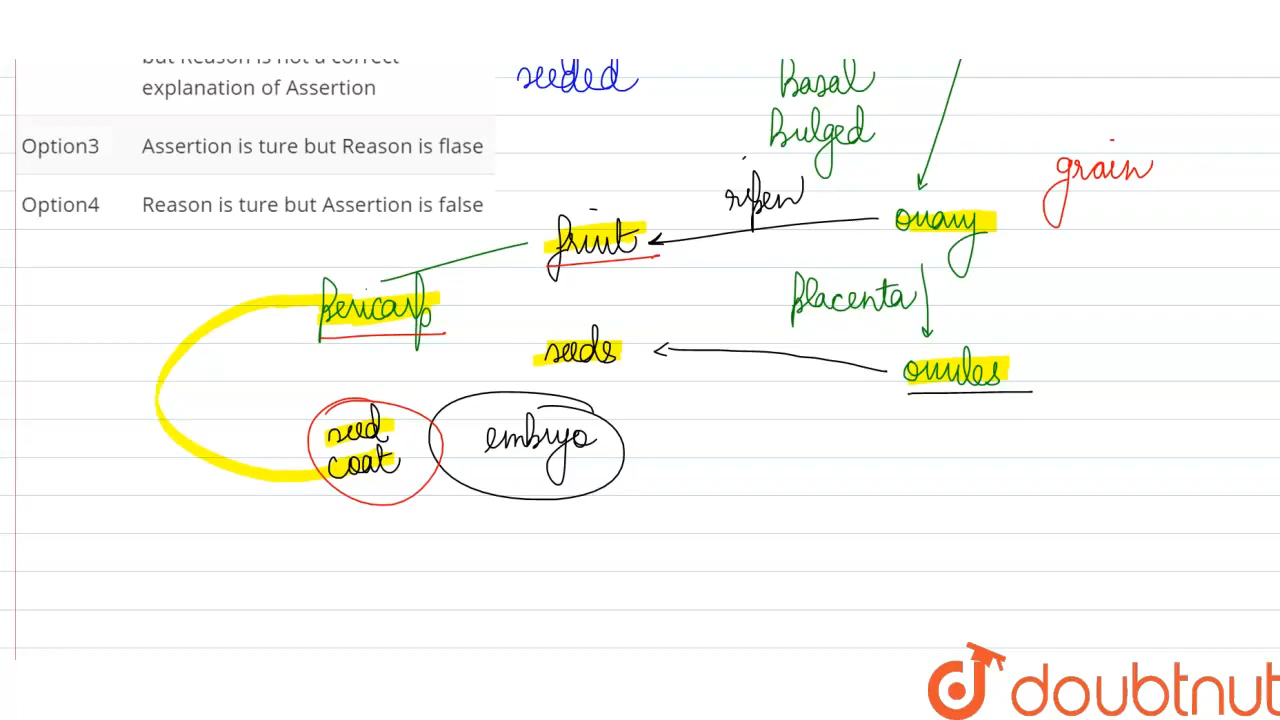 but Reason is not a correct
explanation of Assertion
Option3 Assertion is ture but Reason is flase
Option4 Reason is ture but Assertion is false
seeded
Basal
Bulged
grain
ripen
ovary
fruit
Pericarp
Placenta
seeds
ovules
seed
coat
embryo
doubtnut